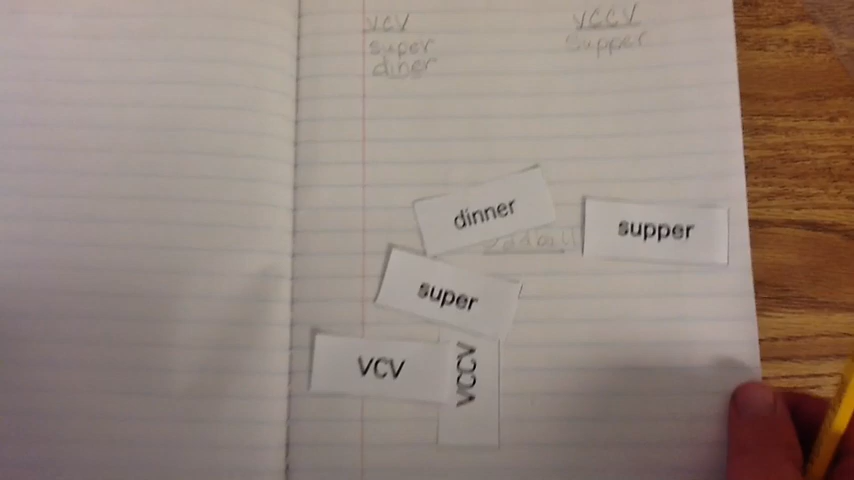 VCV
super
diner
VCCV
Supper
dinner
supper
super
VCV
VCCV